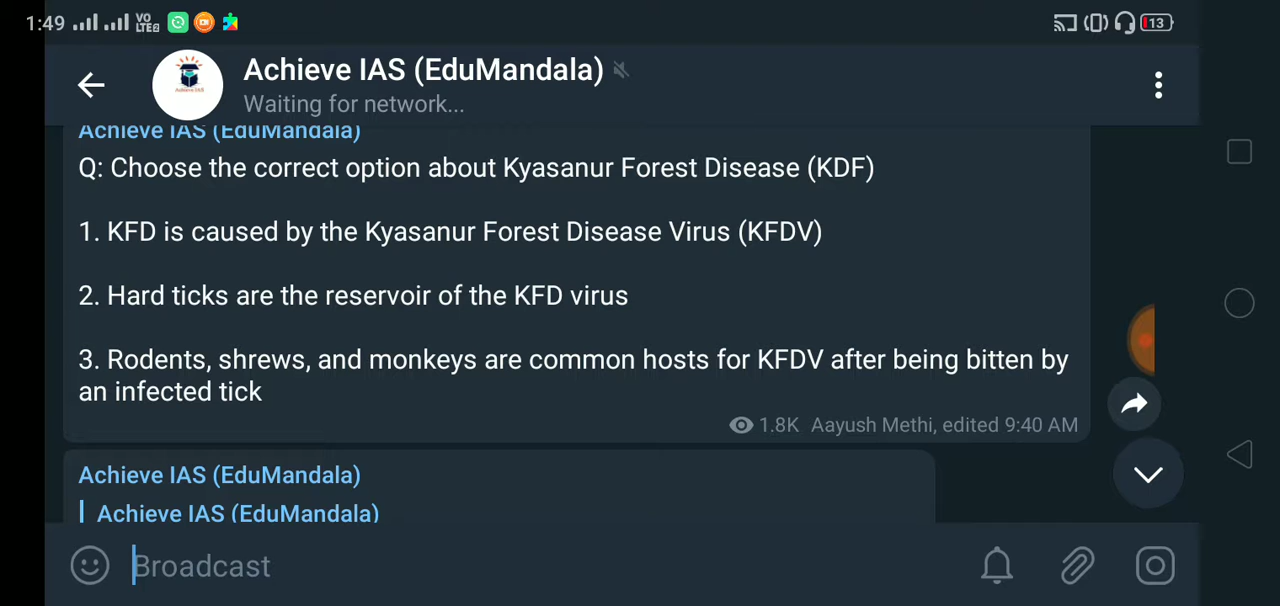 1:49 VO LTE2 13
Achieve IAS (EduMandala)
Waiting for network...
Achieve IAS (EduMandala)
Q: Choose the correct option about Kyasanur Forest Disease (KDF)
1. KFD is caused by the Kyasanur Forest Disease Virus (KFDV)
2. Hard ticks are the reservoir of the KFD virus
3. Rodents, shrews, and monkeys are common hosts for KFDV after being bitten by
an infected tick
1.8K Aayush Methi, edited 9:40 AM
Achieve IAS (EduMandala)
Achieve IAS (EduMandala)
Broadcast